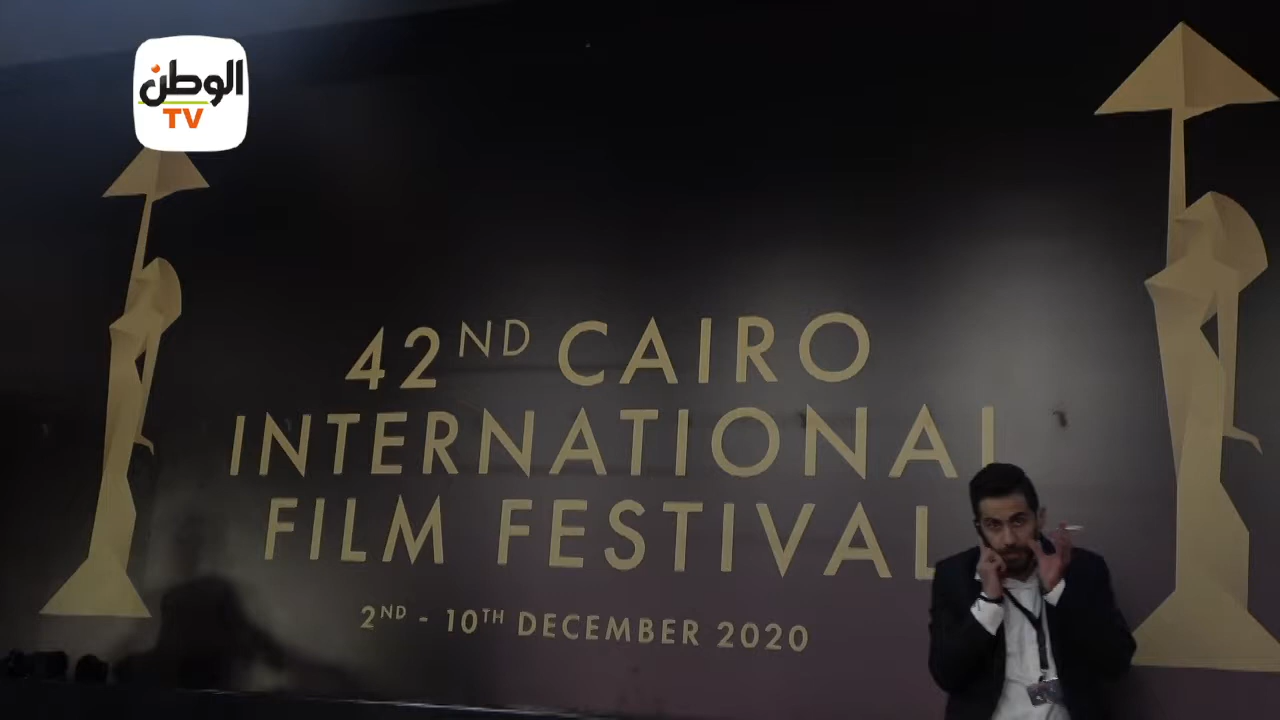 الوطن
TV
42ND CAIRO
INTERNATIONAL
FILM FESTIVAL
2ND - 10TH DECEMBER 2020